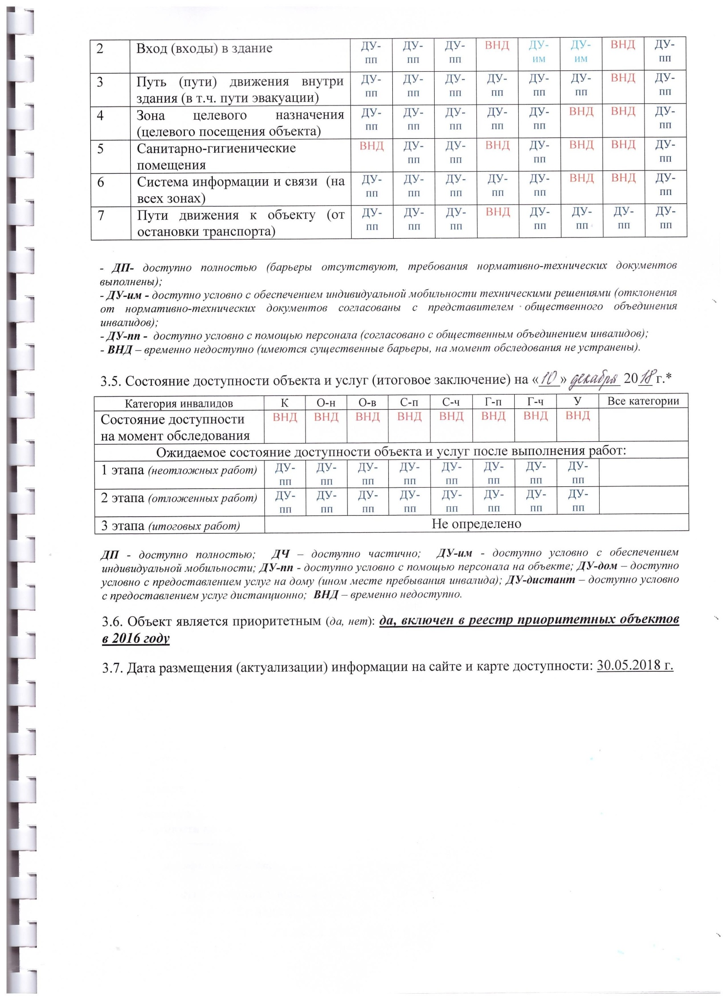 2 Вход (входы) в здание ДУ- ДУ- ДУ- ВНД ДУ- ДУ- ВНД ДУ-
пп пп пп им им пп
3 Путь (пути) движения внутри ДУ- ДУ- ДУ- ДУ- ДУ- ДУ- ВНД ДУ-
здания (в т.ч. пути эвакуации) пп пп пп пп пп пп пп
4 Зона целевого назначения ДУ- ДУ- ДУ- ДУ- ДУ- ВНД ВНД ДУ-
(целевого посещения объекта) пп пп пп пп пп пп
5 Санитарно-гигиенические ВНД ДУ- ДУ- ВНД ДУ- ВНД ВНД ДУ-
помещения пп пп пп пп
6 Система информации и связи (на ДУ- ДУ- ДУ- ДУ- ДУ- ВНД ВНД ДУ-
всех зонах) пп пп пп пп пп пп
7 Пути движения к объекту (от ДУ- ДУ- ДУ- ВНД ДУ- ДУ- ДУ- ДУ-
остановки транспорта) пп пп пп пп пп пп пп
- ДП- доступно полностью (барьеры отсутствуют, требования нормативно-технических документов
выполнены);
- ДУ-им - доступно условно с обеспечением индивидуальной мобильности техническими решениями (отклонения
от нормативно-технических документов согласованы с представителем общественного объединения
инвалидов);
- ДУ-пп - доступно условно с помощью персонала (согласовано с общественным объединением инвалидов);
- ВНД – временно недоступно (имеются существенные барьеры, на момент обследования не устранены).
3.5. Состояние доступности объекта и услуг (итоговое заключение) на «10» декабря 2018 г.*
Категория инвалидов К О-н О-в С-п С-ч Г-п Г-ч У Все категории
Состояние доступности ВНД ВНД ВНД ВНД ВНД ВНД ВНД ВНД
на момент обследования
Ожидаемое состояние доступности объекта и услуг после выполнения работ:
1 этапа (неотложных работ) ДУ- ДУ- ДУ- ДУ- ДУ- ДУ- ДУ- ДУ-
пп пп пп пп пп пп пп пп
2 этапа (отложенных работ) ДУ- ДУ- ДУ- ДУ- ДУ- ДУ- ДУ- ДУ-
пп пп пп пп пп пп пп пп
3 этапа (итоговых работ) Не определено
ДП - доступно полностью; ДЧ – доступно частично; ДУ-им - доступно условно с обеспечением
индивидуальной мобильности; ДУ-пп - доступно условно с помощью персонала на объекте; ДУ-дом – доступно
условно с предоставлением услуг на дому (ином месте пребывания инвалида); ДУ-дистант – доступно условно
с предоставлением услуг дистанционно; ВНД – временно недоступно.
3.6. Объект является приоритетным (да, нет): да, включен в реестр приоритетных объектов
в 2016 году
3.7. Дата размещения (актуализации) информации на сайте и карте доступности: 30.05.2018 г.